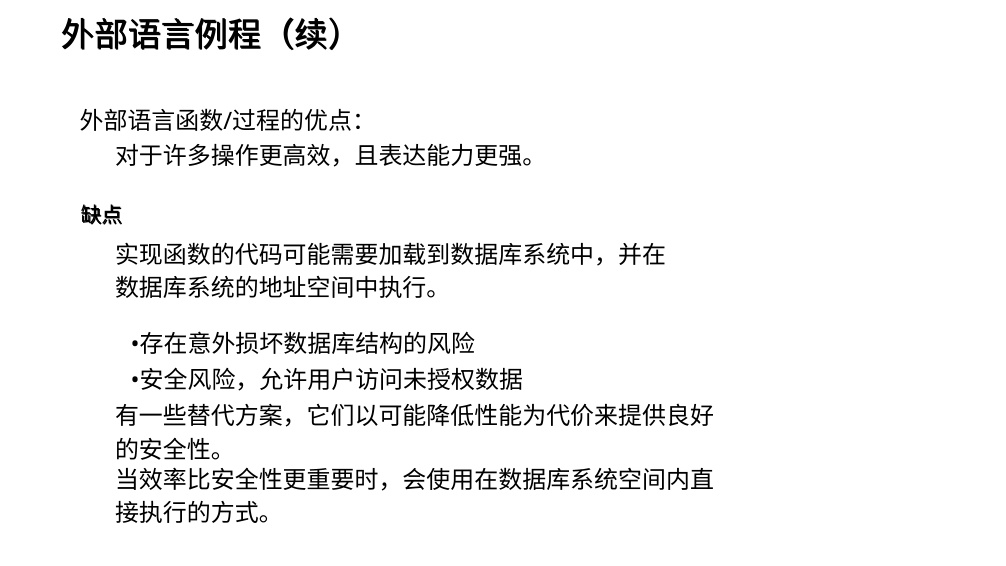 外部语言例程（续）
外部语言函数/过程的优点：
对于许多操作更高效，且表达能力更强。
缺点
实现函数的代码可能需要加载到数据库系统中，并在
数据库系统的地址空间中执行。
•存在意外损坏数据库结构的风险
•安全风险，允许用户访问未授权数据
有一些替代方案，它们以可能降低性能为代价来提供良好
的安全性。
当效率比安全性更重要时，会使用在数据库系统空间内直
接执行的方式。